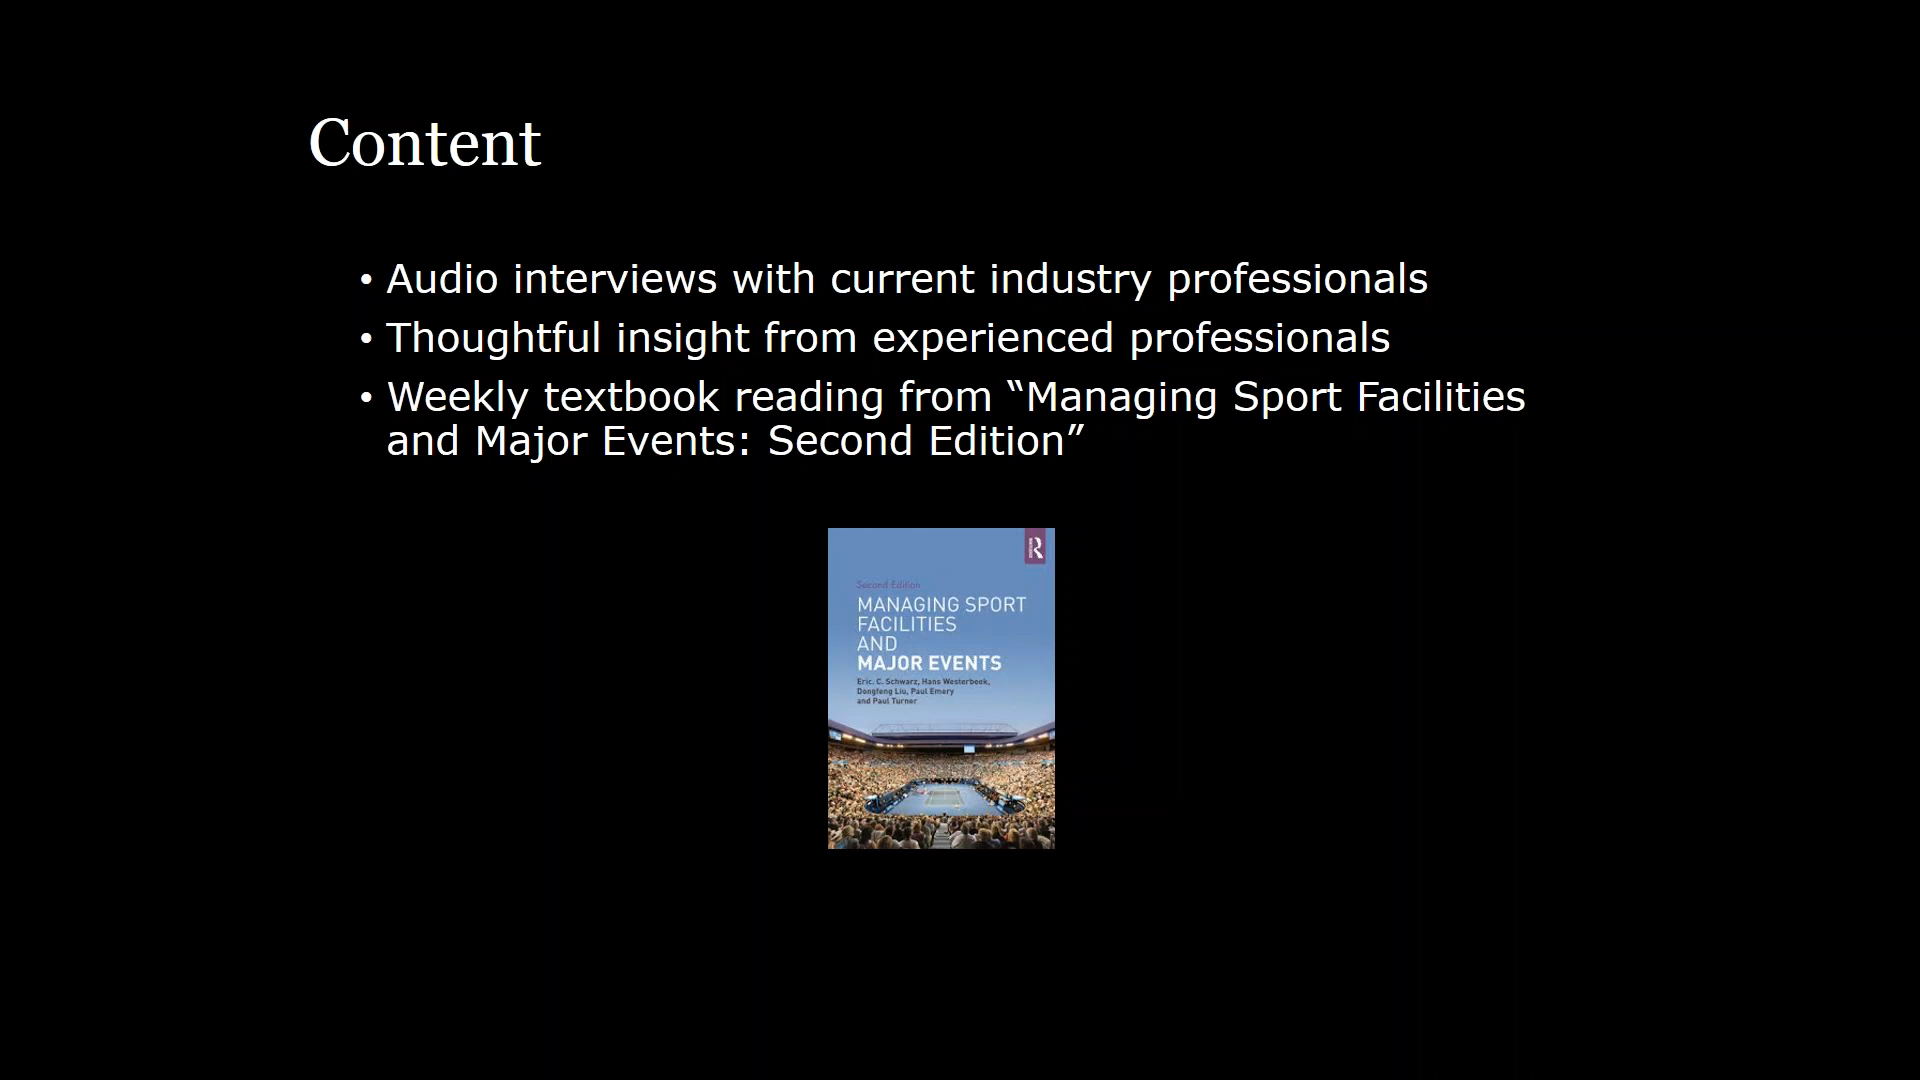 Content
• Audio interviews with current industry professionals
• Thoughtful insight from experienced professionals
• Weekly textbook reading from “Managing Sport Facilities
and Major Events: Second Edition”
R
Second Edition
MANAGING SPORT
FACILITIES
AND
MAJOR EVENTS
Eric. C. Schwarz, Hans Westerbeek,
Dongfeng Liu, Paul Emery
and Paul Turner